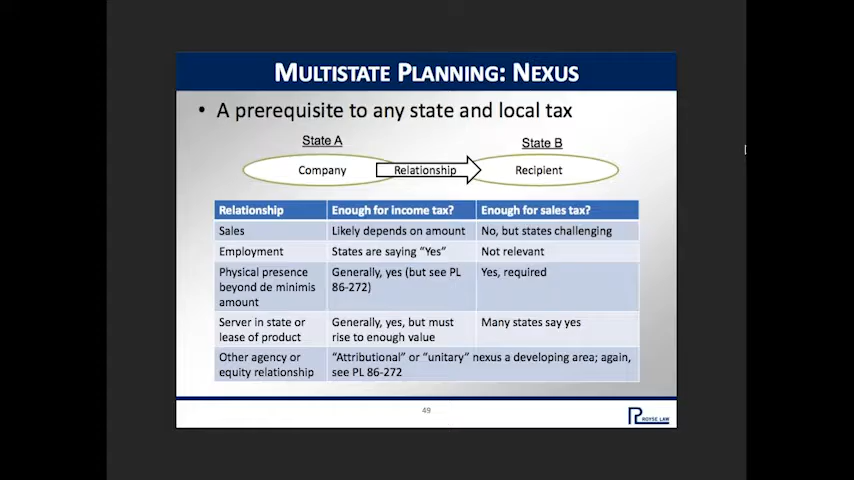 MULTISTATE PLANNING: NEXUS
• A prerequisite to any state and local tax
State A
State B
Company
Relationship
Recipient
Relationship Enough for income tax? Enough for sales tax?
Sales Likely depends on amount No, but states challenging
Employment States are saying “Yes” Not relevant
Physical presence Generally, yes (but see PL Yes, required
beyond de minimis 86-272)
amount
Server in state or Generally, yes, but must Many states say yes
lease of product rise to enough value
Other agency or “Attributional” or “unitary” nexus a developing area; again,
equity relationship see PL 86-272
49
ROYSE LAW